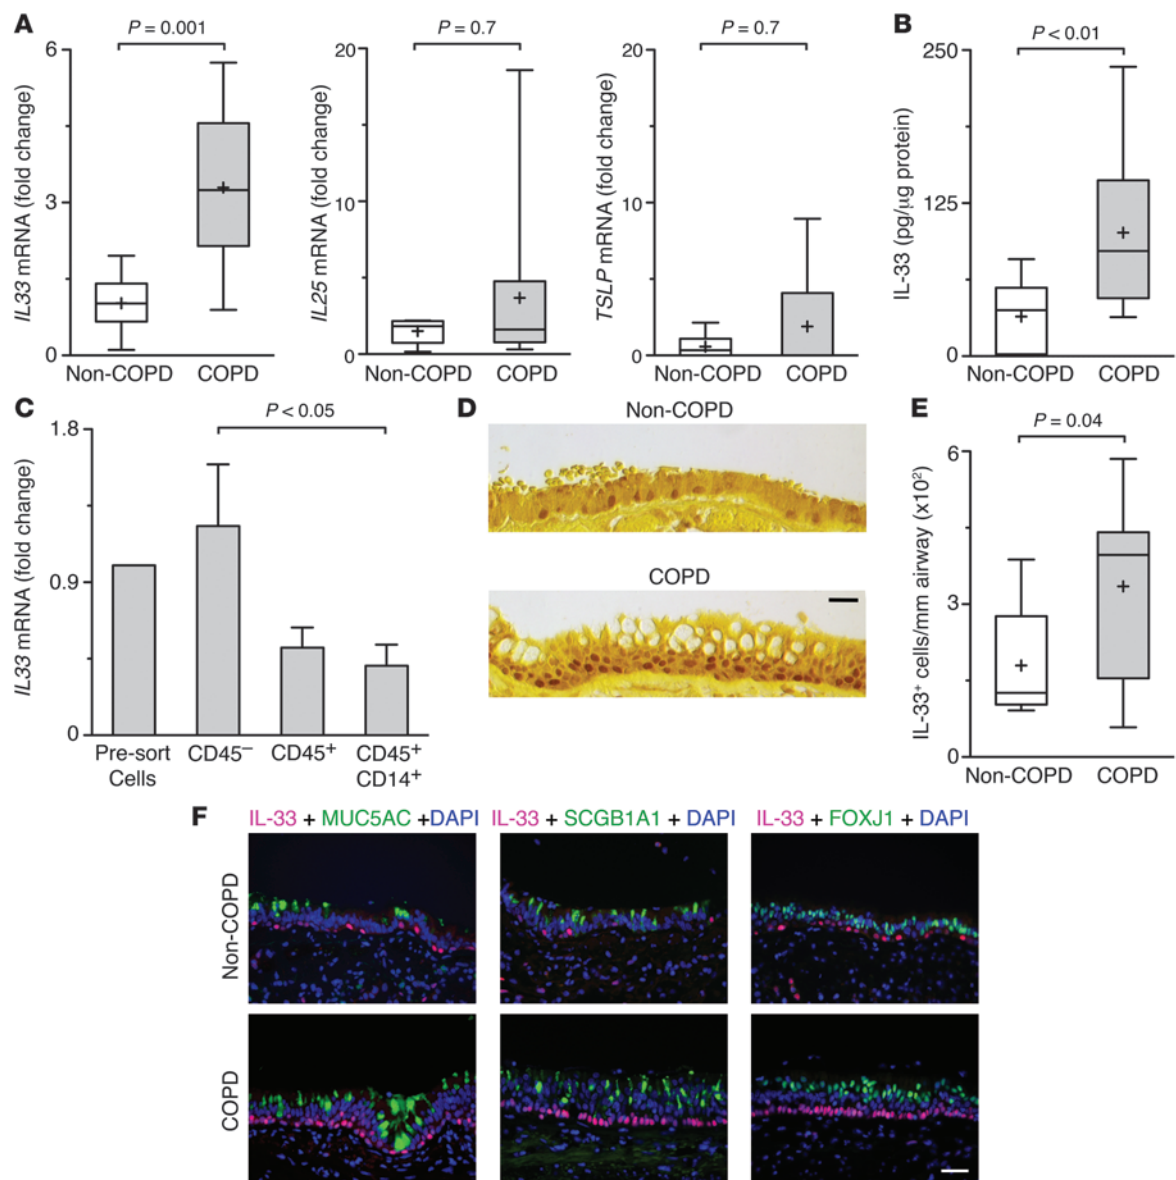 A
P = 0.001
6
3
0
IL33 mRNA (fold change)
Non-COPD COPD
P = 0.7
20
10
0
IL25 mRNA (fold change)
Non-COPD COPD
P = 0.7
20
10
0
TSLP mRNA (fold change)
Non-COPD COPD
B
P < 0.01
250
125
0
IL-33 (pg/μg protein)
Non-COPD COPD
C
P < 0.05
1.8
0.9
0
IL33 mRNA (fold change)
Pre-sort
Cells
CD45–
CD45+
CD45+
CD14+
D
Non-COPD
COPD
E
P = 0.04
6
3
0
IL-33+ cells/mm airway (x10²)
Non-COPD COPD
F
IL-33 + MUC5AC +DAPI
IL-33 + SCGB1A1 + DAPI
IL-33 + FOXJ1 + DAPI
Non-COPD
COPD